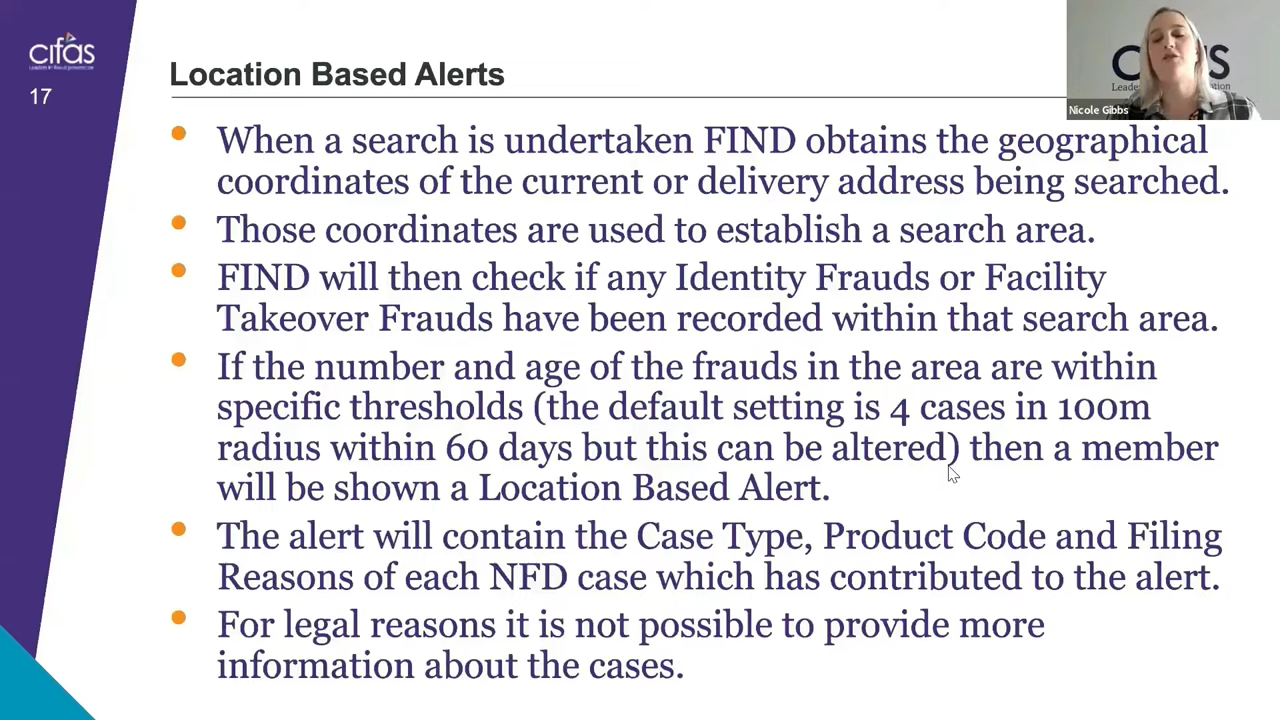 cifas
Leaders in fraud prevention
17
Location Based Alerts
CIFAS
Nicole Gibbs
When a search is undertaken FIND obtains the geographical
coordinates of the current or delivery address being searched.
Those coordinates are used to establish a search area.
FIND will then check if any Identity Frauds or Facility
Takeover Frauds have been recorded within that search area.
If the number and age of the frauds in the area are within
specific thresholds (the default setting is 4 cases in 100m
radius within 60 days but this can be altered) then a member
will be shown a Location Based Alert.
The alert will contain the Case Type, Product Code and Filing
Reasons of each NFD case which has contributed to the alert.
For legal reasons it is not possible to provide more
information about the cases.